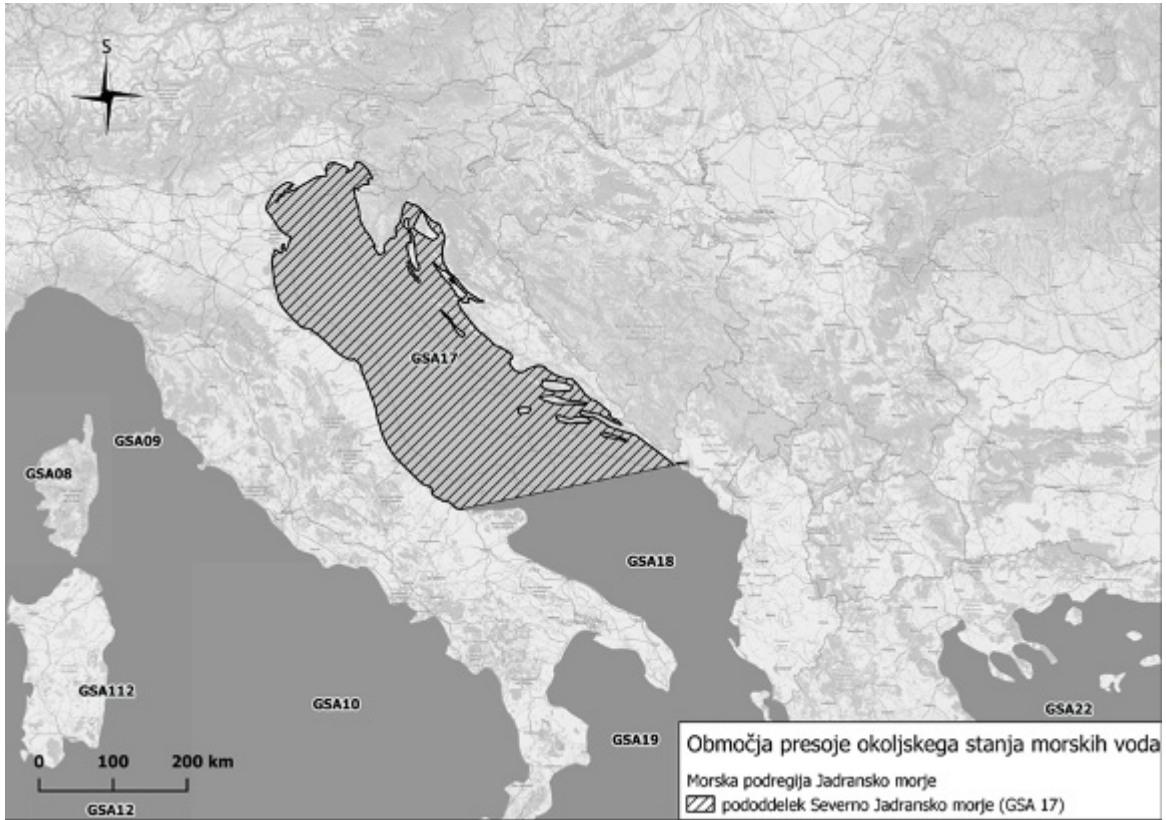 S
GSA17
GSA09
GSA08
GSA18
GSA112
GSA10
GSA22
GSA19
0 100 200 km
GSA12
Območja presoje okoljskega stanja morskih voda
Morska podregija Jadransko morje
pododdelek Severno Jadransko morje (GSA 17)